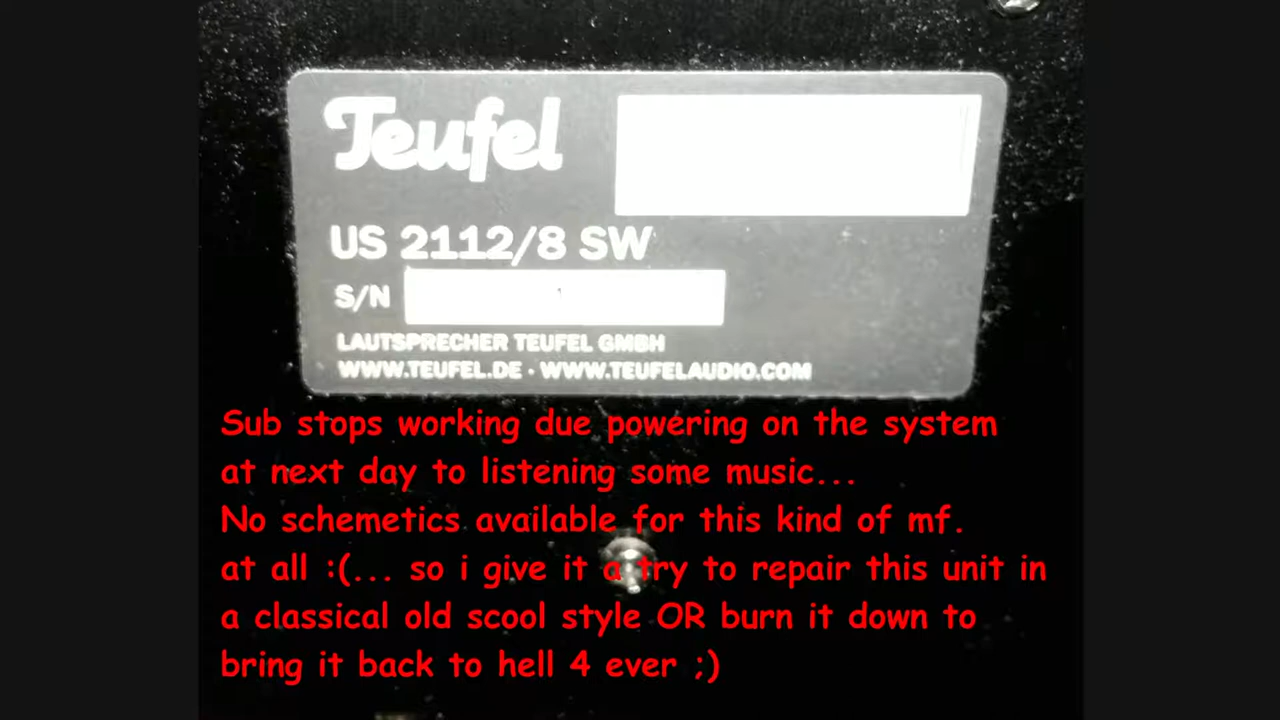 Teufel
US 2112/8 SW
S/N
LAUTSPRECHER TEUFEL GMBH
WWW.TEUFEL.DE · WWW.TEUFELAUDIO.COM
Sub stops working due powering on the system
at next day to listening some music...
No schemetics available for this kind of mf.
at all :(... so i give it a try to repair this unit in
a classical old scool style OR burn it down to
bring it back to hell 4 ever ;)